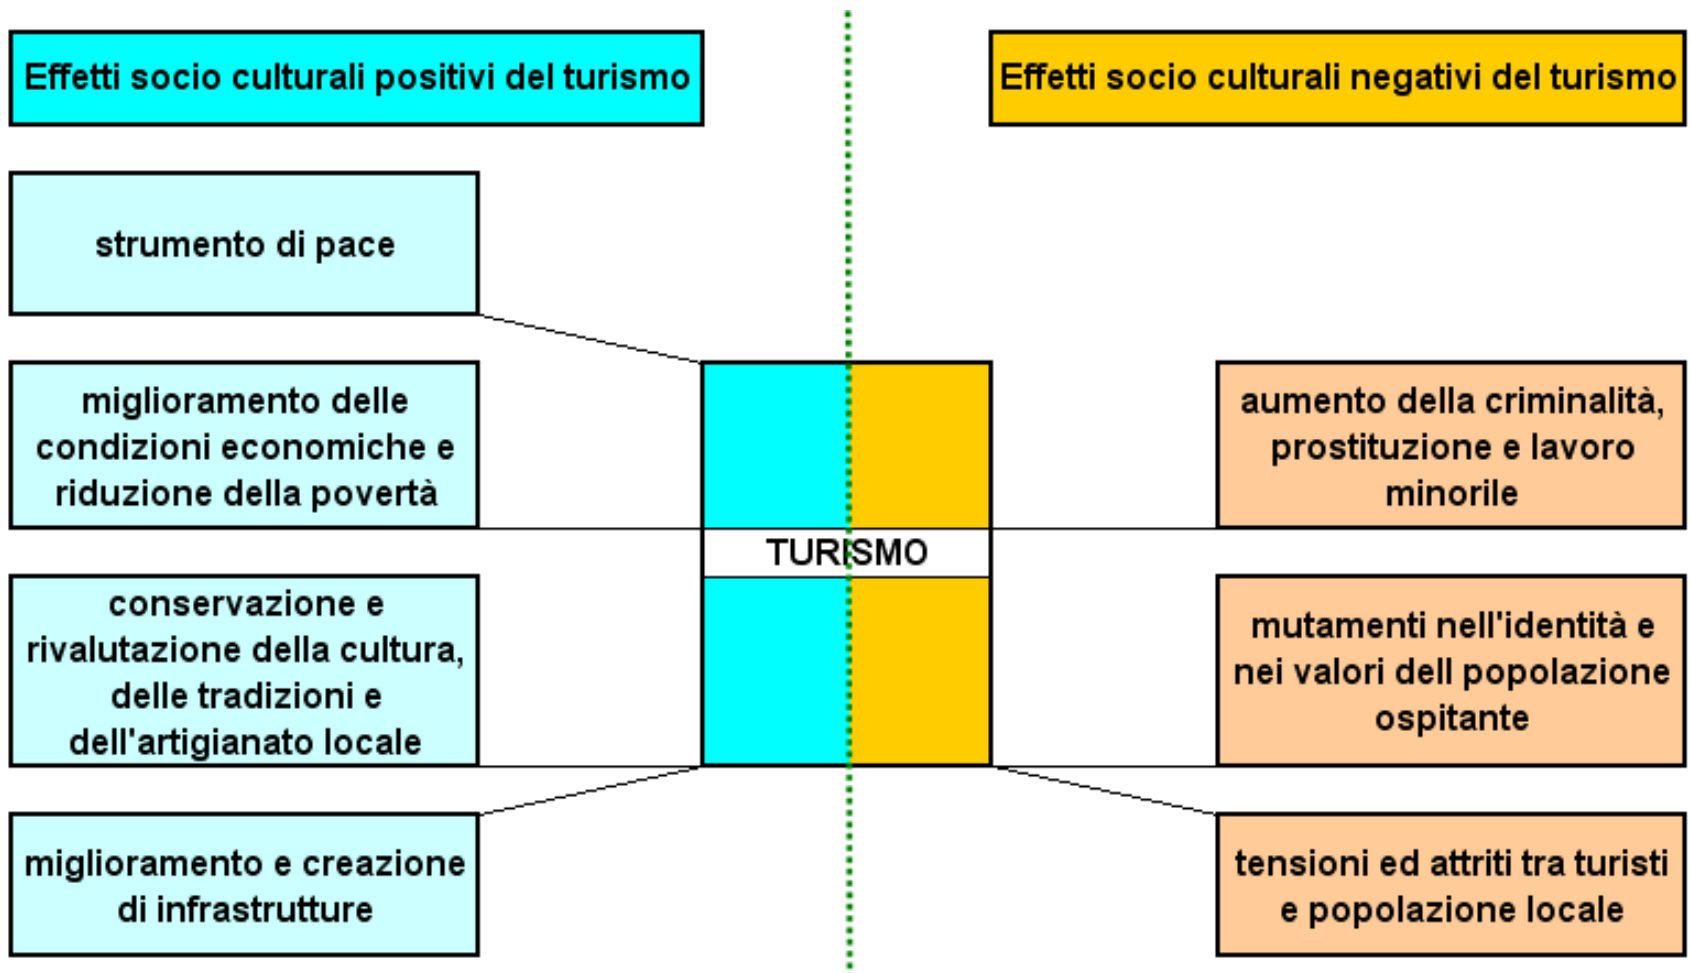 Effetti socio culturali positivi del turismo
Effetti socio culturali negativi del turismo
strumento di pace
miglioramento delle
condizioni economiche e
riduzione della povertà
aumento della criminalità,
prostituzione e lavoro
minorile
TURISMO
conservazione e
rivalutazione della cultura,
delle tradizioni e
dell'artigianato locale
mutamenti nell'identità e
nei valori dell popolazione
ospitante
miglioramento e creazione
di infrastrutture
tensioni ed attriti tra turisti
e popolazione locale